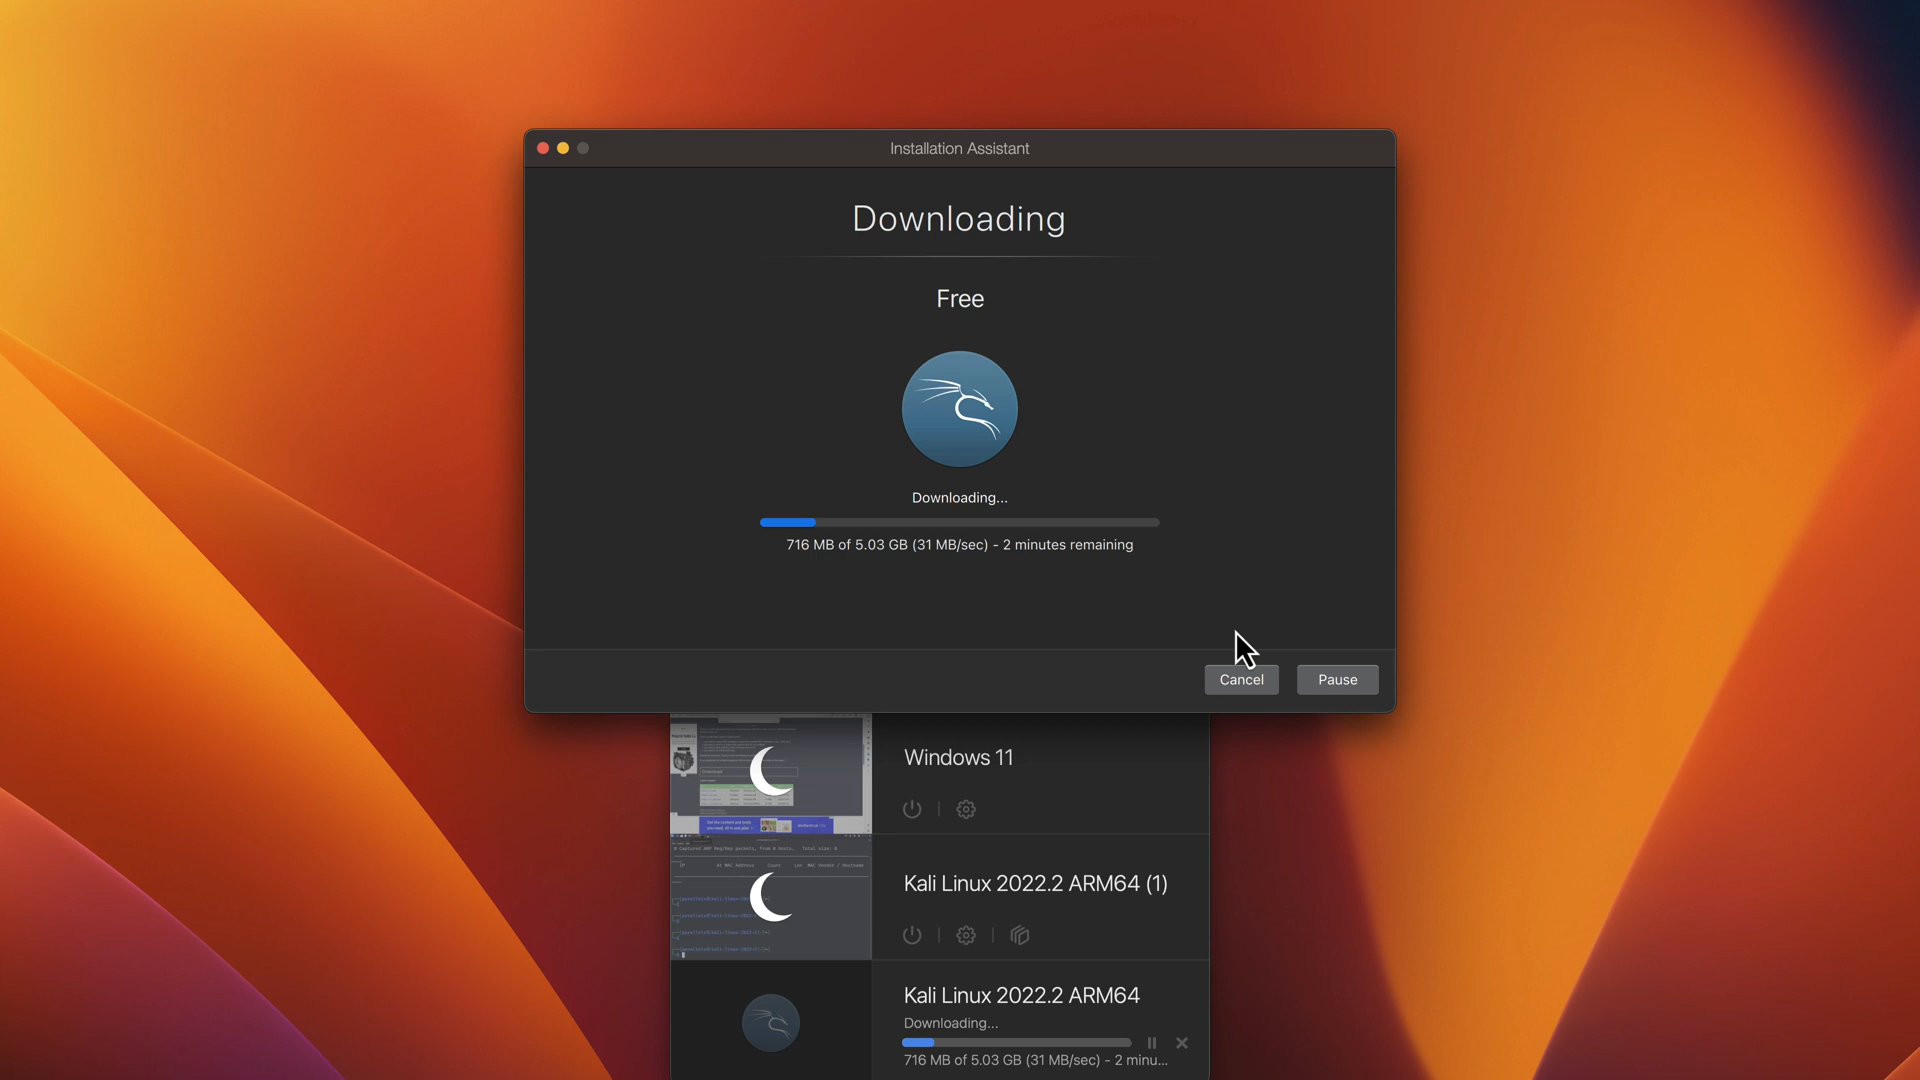 Installation Assistant
Downloading
Free
Downloading...
716 MB of 5.03 GB (31 MB/sec) - 2 minutes remaining
Cancel
Pause
Windows 11
Kali Linux 2022.2 ARM64 (1)
Kali Linux 2022.2 ARM64
Downloading...
716 MB of 5.03 GB (31 MB/sec) - 2 minu...